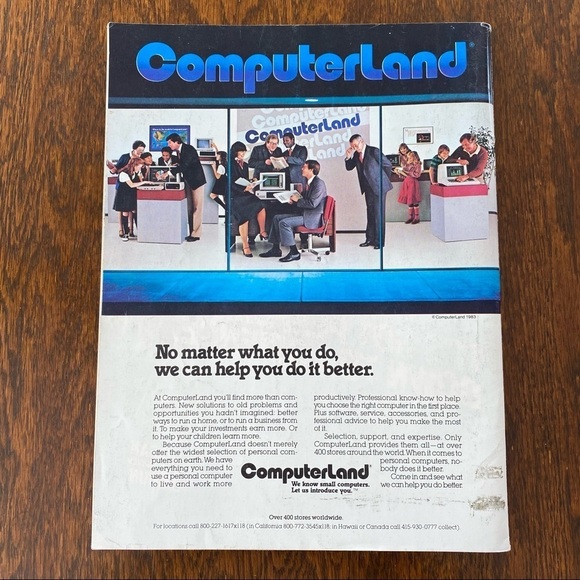 ComputerLand®
ComputerLand
ComputerLand
ComputerLand
ComputerLand
Land
© ComputerLand 1983
No matter what you do,
we can help you do it better.
At ComputerLand you'll find more than com-
puters. New solutions to old problems and
opportunities you hadn't imagined: better
ways to run a home, or to run a business from
it. To make your investments earn more. Or
to help your children learn more.
Because ComputerLand doesn't merely
offer the widest selection of personal com-
puters on earth. We have
everything you need to
use a personal computer
to live and work more
productively. Professional know-how to help
you choose the right computer in the first place.
Plus software, service, accessories, and pro-
fessional advice to help you make the most
of it.
Selection, support, and expertise. Only
ComputerLand provides them all—at over
400 stores around the world. When it comes to
personal computers, no-
body does it better.
Come in and see what
we can help you do better.
ComputerLand®
We know small computers.
Let us introduce you.™
Over 400 stores worldwide.
For locations call 800-227-1617x118 (in California 800-772-3545x118; in Hawaii or Canada call 415-930-0777 collect).